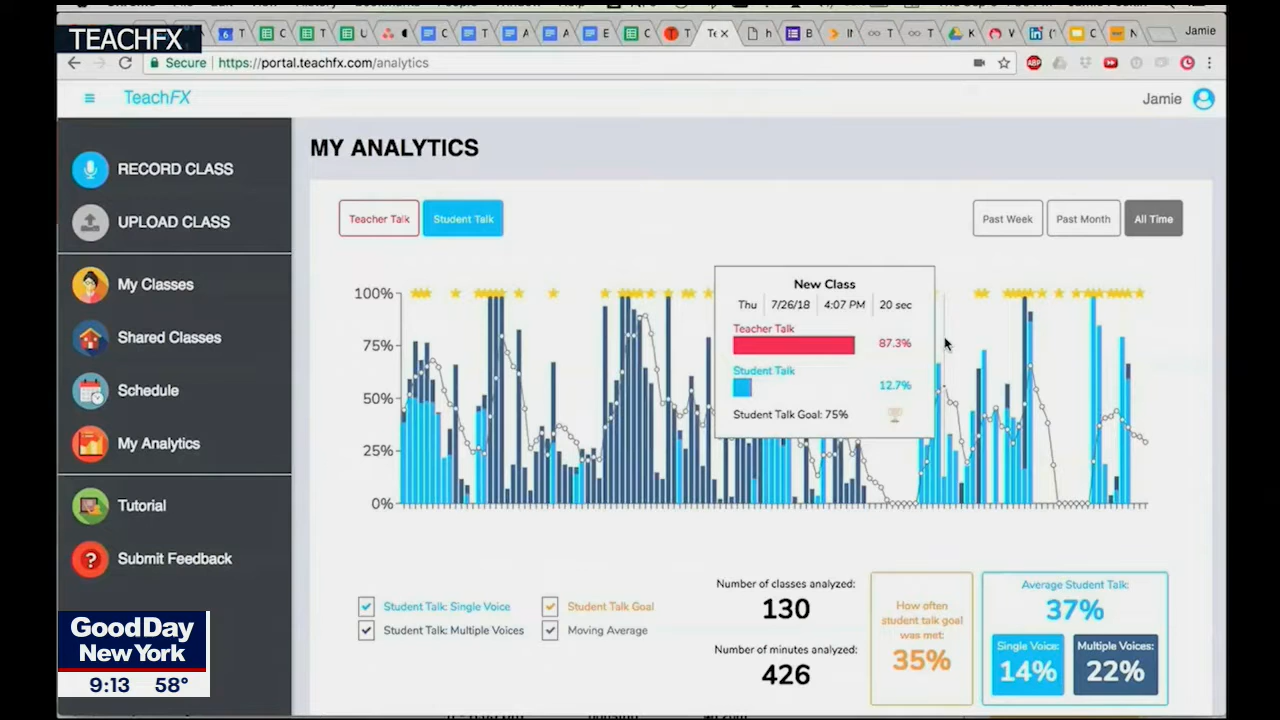 TEACHFX
Jamie
Secure
https://portal.teachfx.com/analytics
TeachFX
Jamie
RECORD CLASS
UPLOAD CLASS
My Classes
Shared Classes
Schedule
My Analytics
Tutorial
Submit Feedback
MY ANALYTICS
Teacher Talk
Student Talk
Past Week
Past Month
All Time
100%
75%
50%
25%
0%
New Class
Thu
7/26/18
4:07 PM
20 sec
Teacher Talk
87.3%
Student Talk
12.7%
Student Talk Goal: 75%
Student Talk: Single Voice
Student Talk Goal
Student Talk: Multiple Voices
Moving Average
Number of classes analyzed:
130
Number of minutes analyzed:
426
How often
student talk goal
was met:
35%
Average Student Talk:
37%
Single Voice:
14%
Multiple Voices:
22%
GoodDay
NewYork
9:13 58°